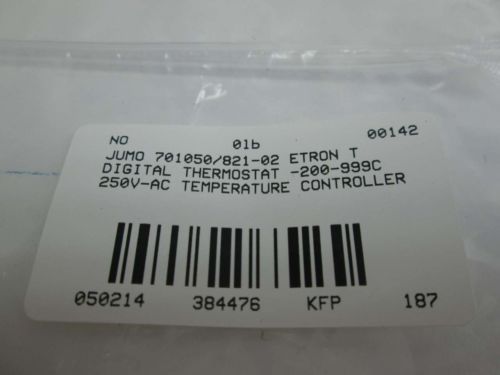 NO 01b 00142
JUMO 701050/821-02 ETRON T
DIGITAL THERMOSTAT -200-999C
250V-AC TEMPERATURE CONTROLLER
050214 384476 KFP 187